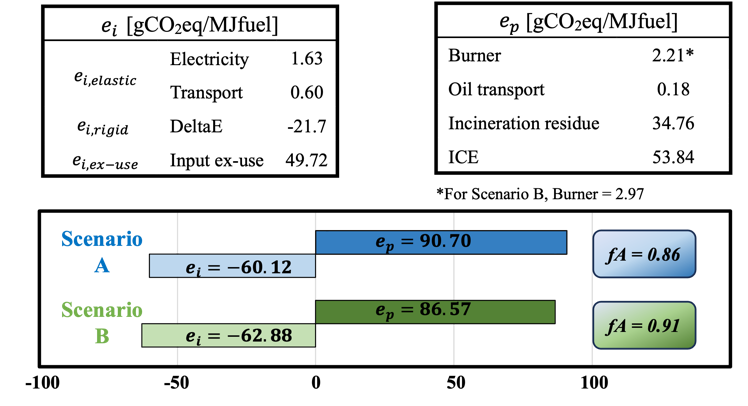 e_i [gCO₂eq/MJfuel]
e_i,elastic
Electricity 1.63
Transport 0.60
e_i,rigid DeltaE -21.7
e_i,ex−use Input ex-use 49.72
e_p [gCO₂eq/MJfuel]
Burner 2.21*
Oil transport 0.18
Incineration residue 34.76
ICE 53.84
*For Scenario B, Burner = 2.97
Scenario
A
e_p = 90.70
e_i = −60.12
fA = 0.86
Scenario
B
e_p = 86.57
e_i = −62.88
fA = 0.91
-100 -50 0 50 100